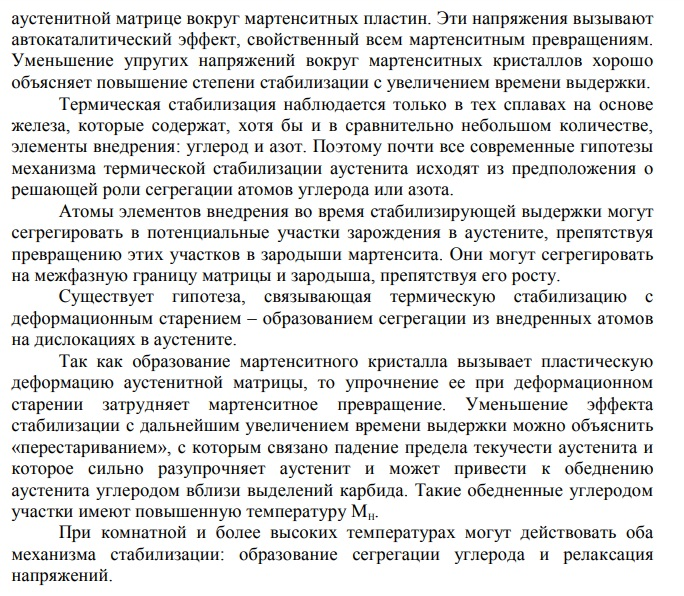 аустенитной матрице вокруг мартенситных пластин. Эти напряжения вызывают
автокаталитический эффект, свойственный всем мартенситным превращениям.
Уменьшение упругих напряжений вокруг мартенситных кристаллов хорошо
объясняет повышение степени стабилизации с увеличением времени выдержки.
Термическая стабилизация наблюдается только в тех сплавах на основе
железа, которые содержат, хотя бы и в сравнительно небольшом количестве,
элементы внедрения: углерод и азот. Поэтому почти все современные гипотезы
механизма термической стабилизации аустенита исходят из предположения о
решающей роли сегрегации атомов углерода или азота.
Атомы элементов внедрения во время стабилизирующей выдержки могут
сегрегировать в потенциальные участки зарождения в аустените, препятствуя
превращению этих участков в зародыши мартенсита. Они могут сегрегировать
на межфазную границу матрицы и зародыша, препятствуя его росту.
Существует гипотеза, связывающая термическую стабилизацию с
деформационным старением – образованием сегрегации из внедренных атомов
на дислокациях в аустените.
Так как образование мартенситного кристалла вызывает пластическую
деформацию аустенитной матрицы, то упрочнение ее при деформационном
старении затрудняет мартенситное превращение. Уменьшение эффекта
стабилизации с дальнейшим увеличением времени выдержки можно объяснить
«перестариванием», с которым связано падение предела текучести аустенита и
которое сильно разупрочняет аустенит и может привести к обеднению
аустенита углеродом вблизи выделений карбида. Такие обедненные углеродом
участки имеют повышенную температуру Мн.
При комнатной и более высоких температурах могут действовать оба
механизма стабилизации: образование сегрегации углерода и релаксация
напряжений.